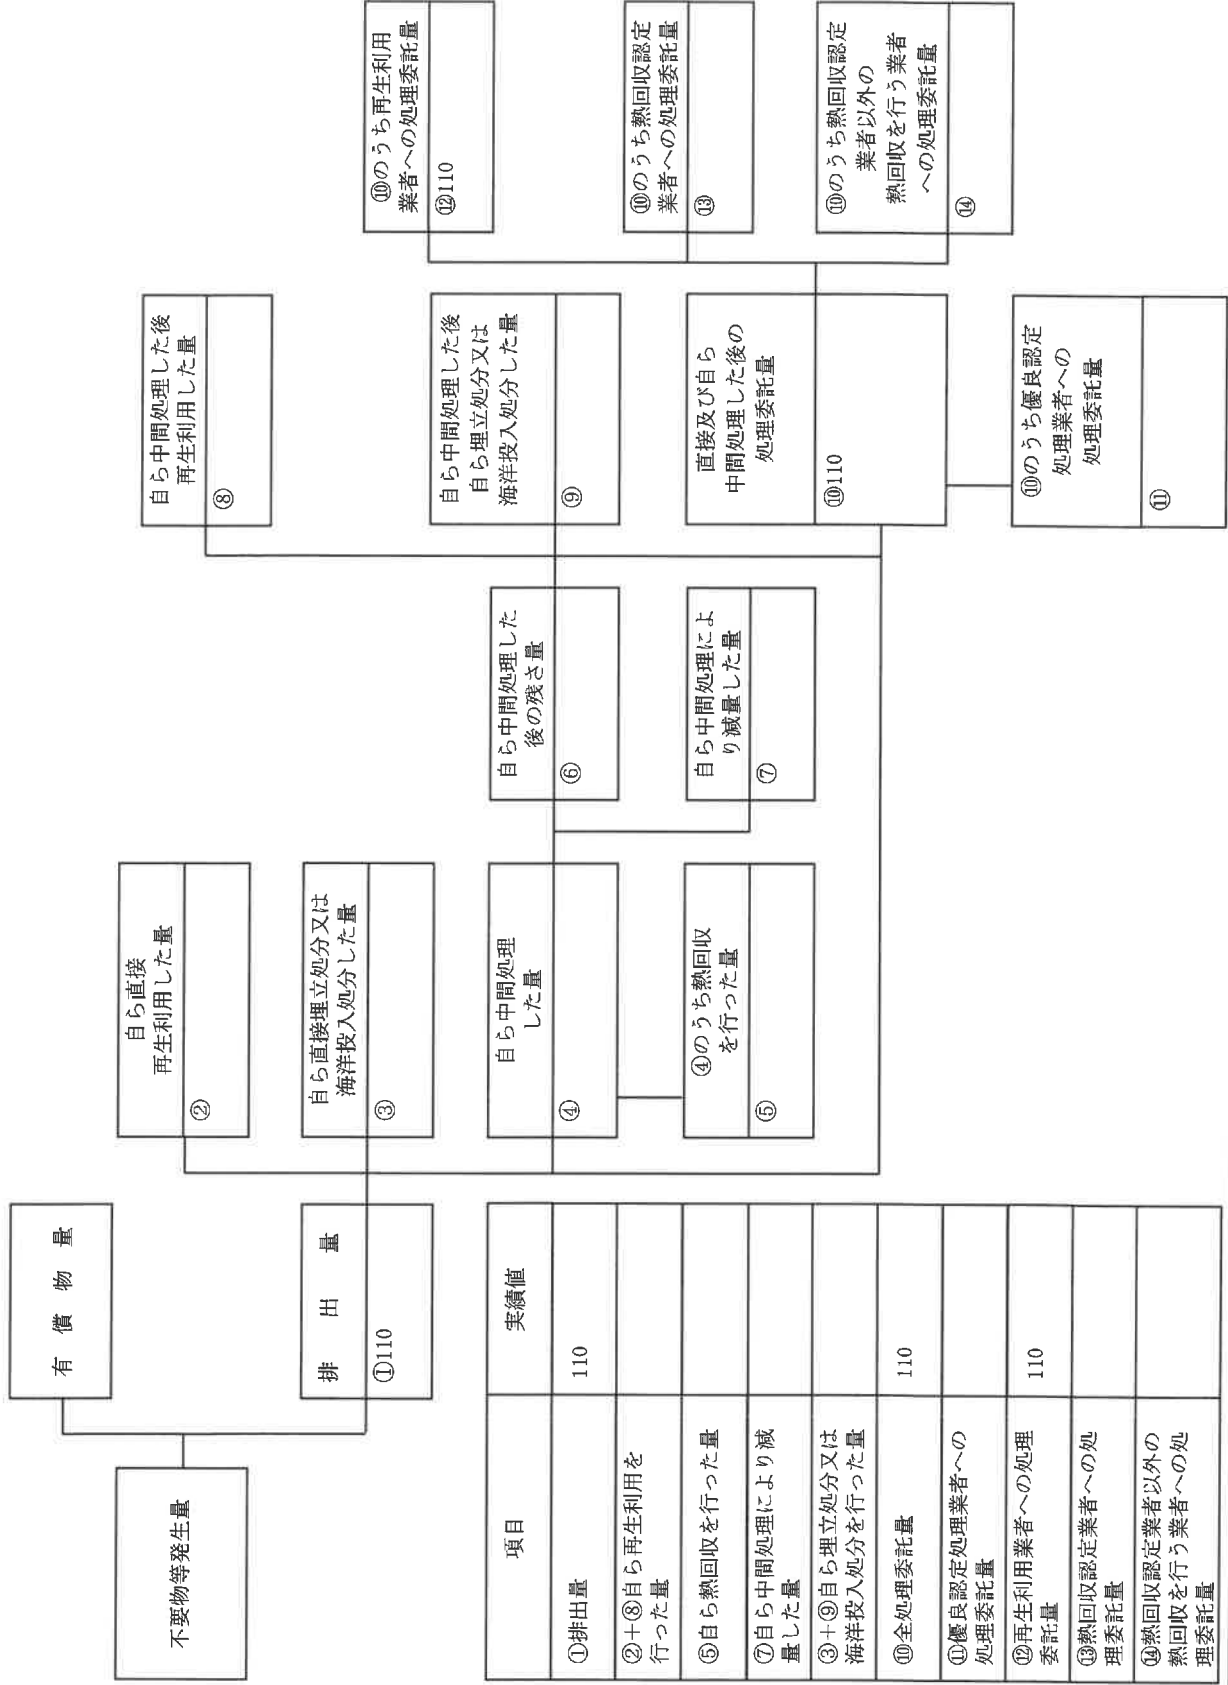 有償物量
不要物等発生量
排出量
①110
自ら直接
再生利用した量
②
自ら直接埋立処分又は
海洋投入処分した量
③
自ら中間処理
した量
④
④のうち熱回収
を行った量
⑤
自ら中間処理した
後の残さ量
⑥
自ら中間処理によ
り減量した量
⑦
自ら中間処理した後
再生利用した量
⑧
自ら中間処理した後
自ら埋立処分又は
海洋投入処分した量
⑨
直接及び自ら
中間処理した後の
処理委託量
⑩110
⑩のうち優良認定
処理業者への
処理委託量
⑪
⑩のうち再生利用
業者への処理委託量
⑫110
⑩のうち熱回収認定
業者への処理委託量
⑬
⑩のうち熱回収認定
業者以外の
熱回収を行う業者
への処理委託量
⑭
項目 実績値
①排出量 110
②+⑧自ら再生利用を
行った量
⑤自ら熱回収を行った量
⑦自ら中間処理により減
量した量
③+⑨自ら埋立処分又は
海洋投入処分を行った量
⑩全処理委託量 110
⑪優良認定処理業者への
処理委託量
⑫再生利用業者への処理
委託量 110
⑬熱回収認定業者への処
理委託量
⑭熱回収認定業者以外の
熱回収を行う業者への処
理委託量